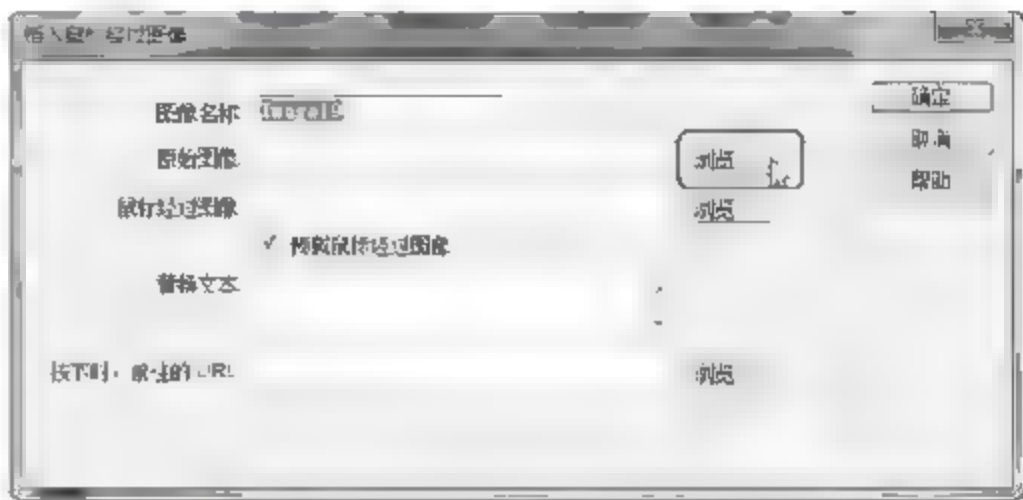 插入鼠标经过图像
图像名称
确定
原始图像
浏览
取消
鼠标经过图像
浏览
帮助
预载鼠标经过图像
替换文本
按下时，前往的 URL
浏览